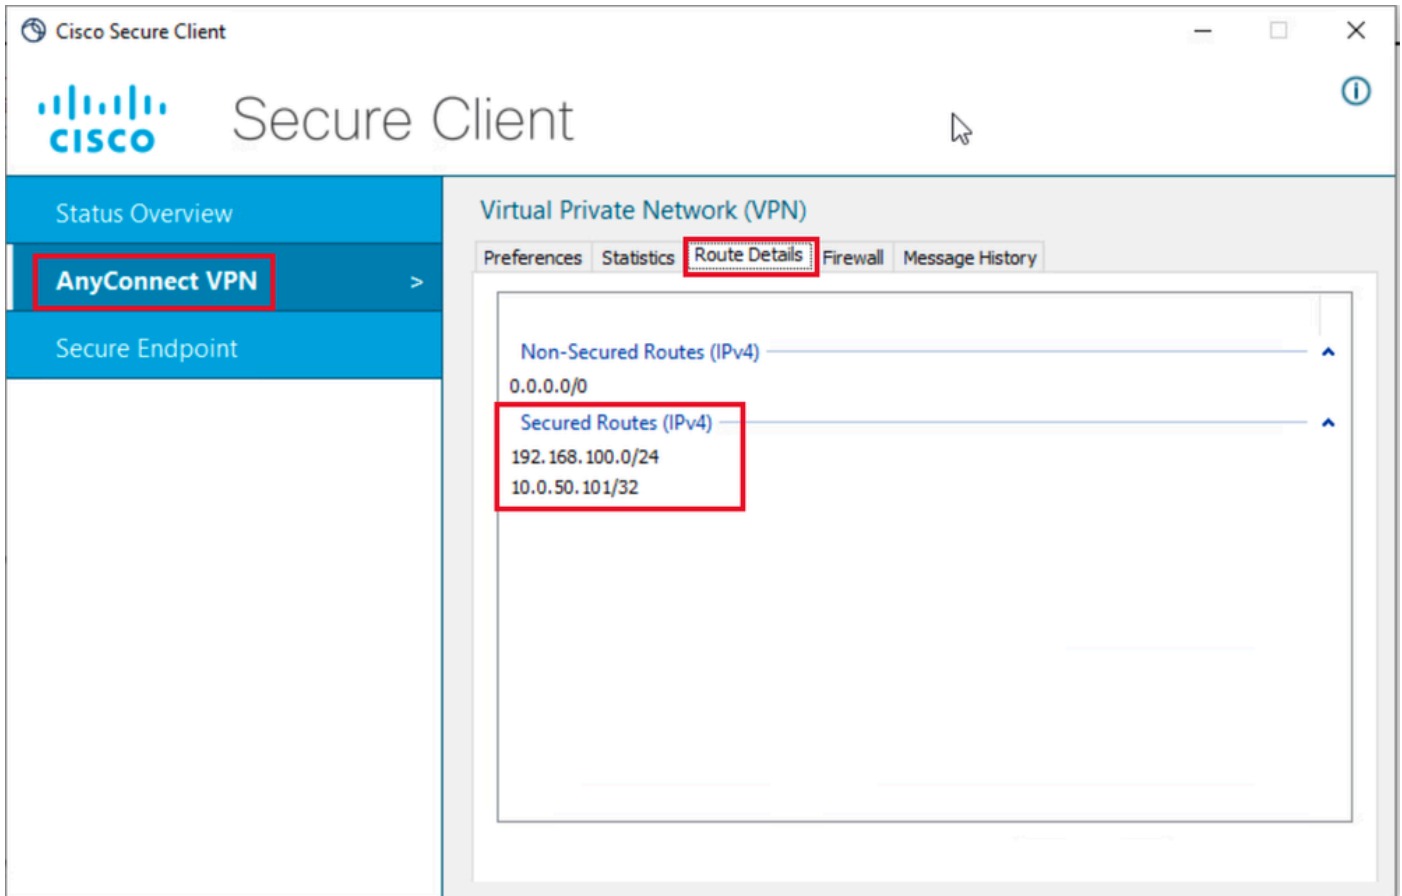 Cisco Secure Client
CISCO
Secure Client
Status Overview
AnyConnect VPN >
Secure Endpoint
Virtual Private Network (VPN)
Preferences Statistics Route Details Firewall Message History
Non-Secured Routes (IPv4)
0.0.0.0/0
Secured Routes (IPv4)
192.168.100.0/24
10.0.50.101/32